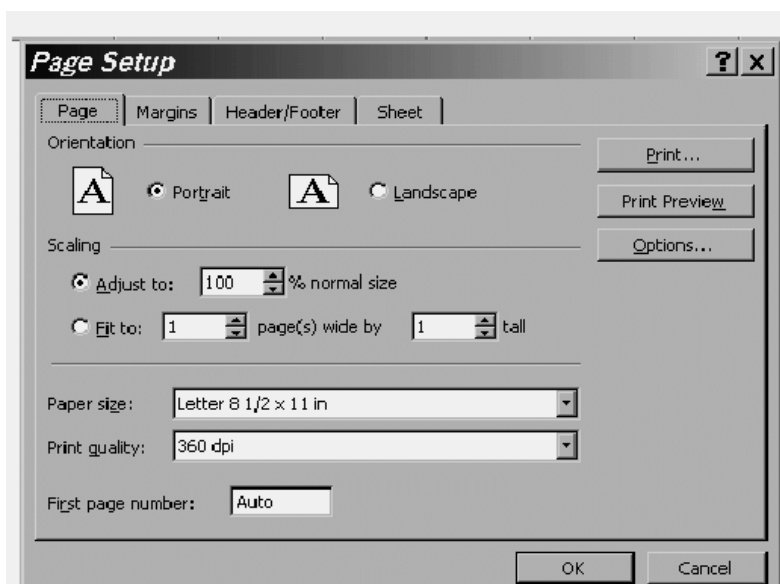 Page Setup ? x
Page Margins Header/Footer Sheet
Orientation
Print...
A Portrait A Landscape
Print Preview
Scaling
Options...
Adjust to: 100 % normal size
Fit to: 1 page(s) wide by 1 tall
Paper size: Letter 8 1/2 x 11 in
Print quality: 360 dpi
First page number: Auto
OK Cancel